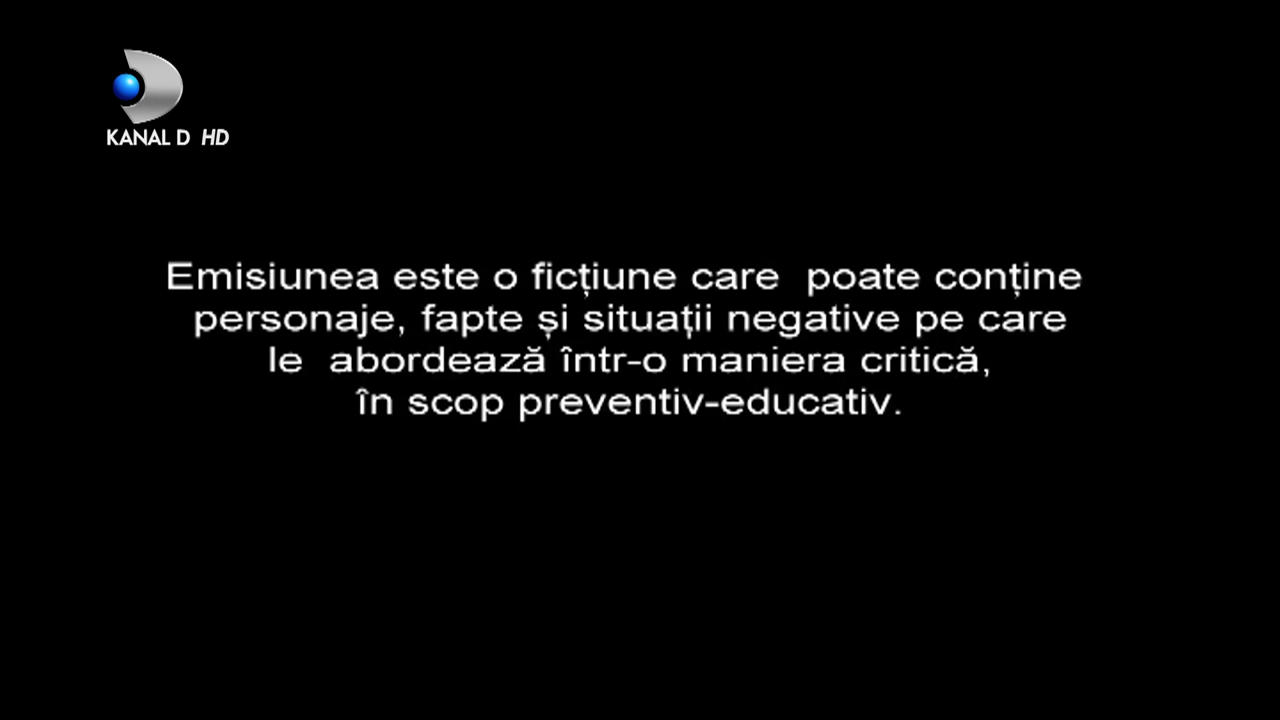 KANAL D HD
Emisiunea este o ficțiune care poate conține
personaje, fapte și situații negative pe care
le abordează într-o maniera critică,
în scop preventiv-educativ.